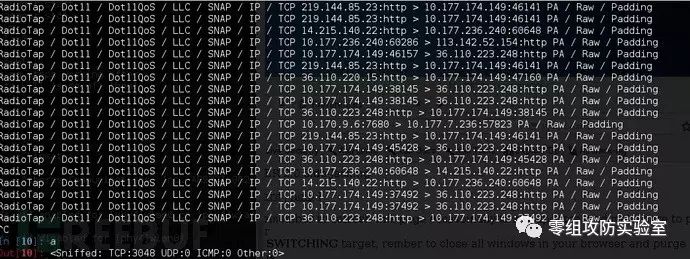 RadioTap / Dot11 / Dot11QoS / LLC / SNAP / IP / TCP 219.144.85.23:http > 10.177.174.149:46141 PA / Raw / Padding
RadioTap / Dot11 / Dot11QoS / LLC / SNAP / IP / TCP 219.144.85.23:http > 10.177.174.149:46141 PA / Raw / Padding
RadioTap / Dot11 / Dot11QoS / LLC / SNAP / IP / TCP 14.215.140.22:http > 10.177.236.240:60648 PA / Raw / Padding
RadioTap / Dot11 / Dot11QoS / LLC / SNAP / IP / TCP 10.177.236.240:60286 > 113.142.52.154:http PA / Raw / Padding
RadioTap / Dot11 / Dot11QoS / LLC / SNAP / IP / TCP 10.177.174.149:46157 > 36.110.223.248:http PA / Raw / Padding
RadioTap / Dot11 / Dot11QoS / LLC / SNAP / IP / TCP 219.144.85.23:http > 10.177.174.149:46141 PA / Raw / Padding
RadioTap / Dot11 / Dot11QoS / LLC / SNAP / IP / TCP 36.110.220.15:http > 10.177.174.149:47160 PA / Raw / Padding
RadioTap / Dot11 / Dot11QoS / LLC / SNAP / IP / TCP 10.177.174.149:38145 > 36.110.223.248:http PA / Raw / Padding
RadioTap / Dot11 / Dot11QoS / LLC / SNAP / IP / TCP 10.177.174.149:38145 > 36.110.223.248:http PA / Raw / Padding
RadioTap / Dot11 / Dot11QoS / LLC / SNAP / IP / TCP 36.110.223.248:http > 10.177.174.149:38145 PA / Raw / Padding
RadioTap / Dot11 / Dot11QoS / LLC / SNAP / IP / TCP 10.170.9.6:7680 > 10.177.7.236:57823 PA / Raw / Padding
RadioTap / Dot11 / Dot11QoS / LLC / SNAP / IP / TCP 219.144.85.23:http > 10.177.174.149:46141 PA / Raw / Padding
RadioTap / Dot11 / Dot11QoS / LLC / SNAP / IP / TCP 10.177.174.149:45428 > 36.110.223.248:http PA / Raw / Padding
RadioTap / Dot11 / Dot11QoS / LLC / SNAP / IP / TCP 36.110.223.248:http > 10.177.174.149:45428 PA / Raw / Padding
RadioTap / Dot11 / Dot11QoS / LLC / SNAP / IP / TCP 10.177.236.240:60648 > 14.215.140.22:http PA / Raw / Padding
RadioTap / Dot11 / Dot11QoS / LLC / SNAP / IP / TCP 14.215.140.22:http > 10.177.236.240:60648 PA / Raw / Padding
RadioTap / Dot11 / Dot11QoS / LLC / SNAP / IP / TCP 10.177.174.149:37492 > 36.110.223.248:http PA / Raw / Padding
RadioTap / Dot11 / Dot11QoS / LLC / SNAP / IP / TCP 10.177.174.149:37492 > 36.110.223.248:http PA / Raw / Padding
RadioTap / Dot11 / Dot11QoS / LLC / SNAP / IP / TCP 36.110.223.248:http > 10.177.174.149:37492 PA / Raw / Padding
^C
In [10]: a
Out[10]: <Sniffed: TCP:3048 UDP:0 ICMP:0 Other:0>
SWITCHING target, rember to close all windows in your browser and purge
REEBUF
零组攻防实验室